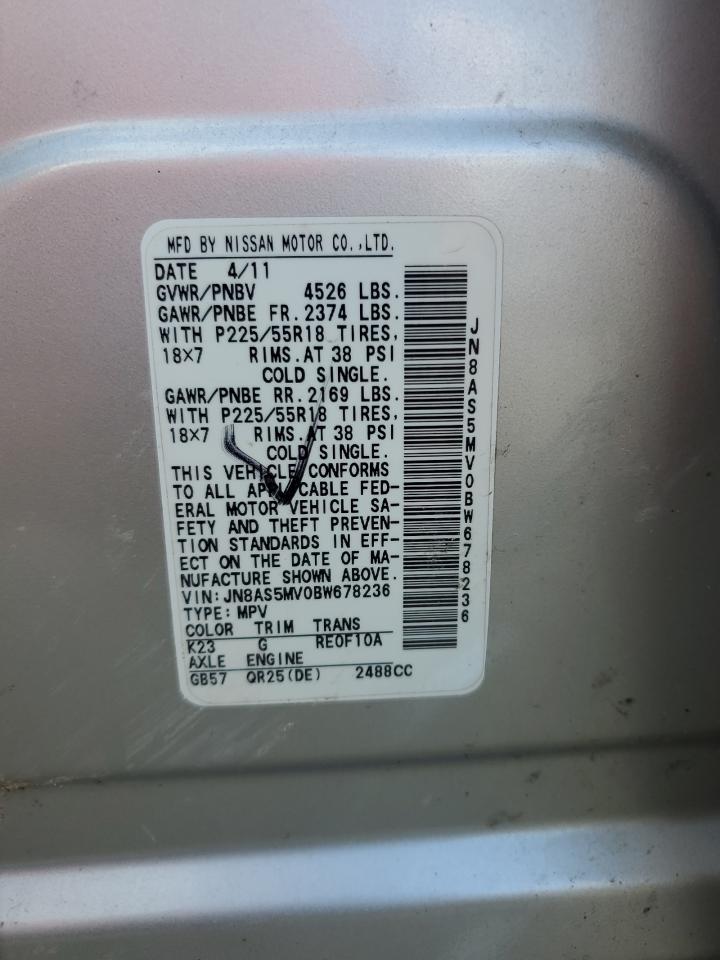 MFD BY NISSAN MOTOR CO.,LTD.
DATE 4/11
GVWR/PNBV 4526 LBS.
GAWR/PNBE FR. 2374 LBS.
WITH P225/55R18 TIRES,
18×7 RIMS. AT 38 PSI
COLD SINGLE.
GAWR/PNBE RR. 2169 LBS.
WITH P225/55R18 TIRES,
18×7 RIMS. AT 38 PSI
COLD SINGLE.
THIS VEHICLE CONFORMS
TO ALL APPLICABLE FED-
ERAL MOTOR VEHICLE SA-
FETY AND THEFT PREVEN-
TION STANDARDS IN EFF-
ECT ON THE DATE OF MA-
NUFACTURE SHOWN ABOVE.
VIN: JN8AS5MV0BW678236
TYPE: MPV
COLOR TRIM TRANS
K23 G RE0F10A
AXLE ENGINE
GB57 QR25(DE) 2488CC
JN8AS5MV0BW678236